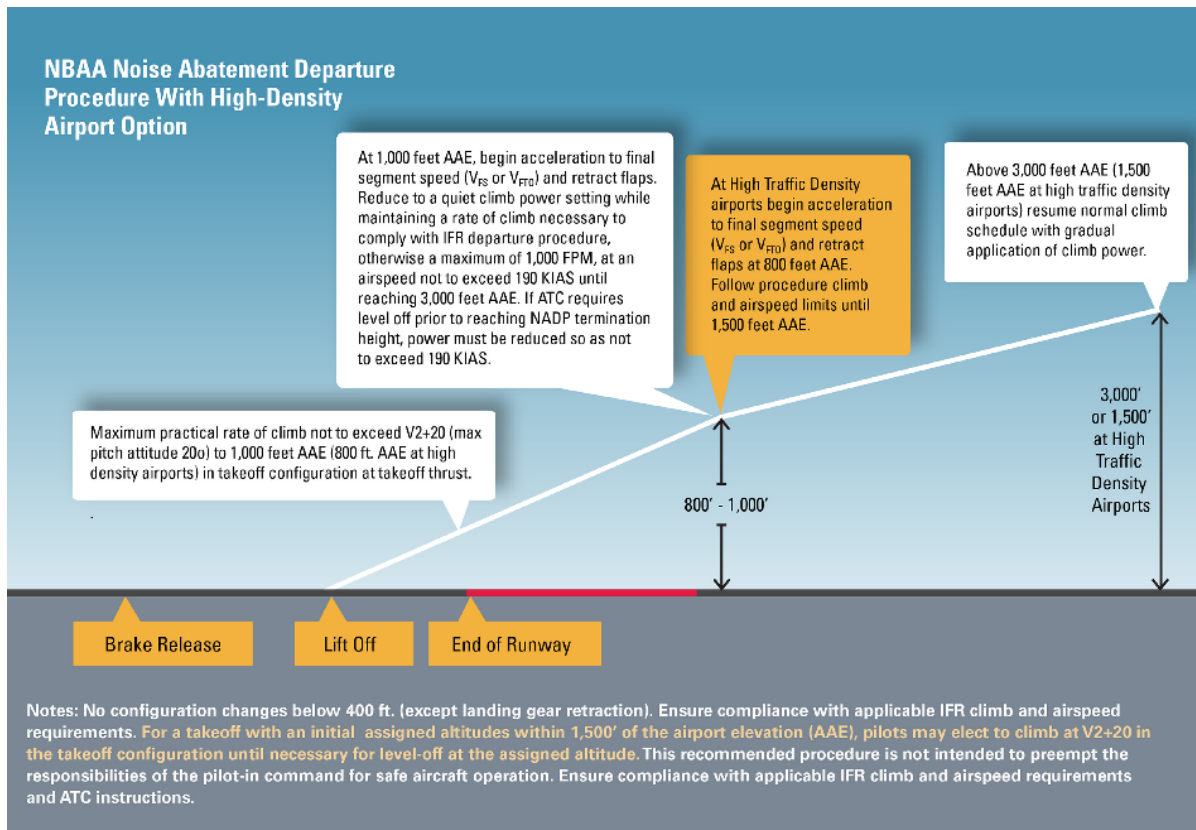 NBAA Noise Abatement Departure
Procedure With High-Density
Airport Option
At 1,000 feet AAE, begin acceleration to final
segment speed (VFS or VFTO) and retract flaps.
Reduce to a quiet climb power setting while
maintaining a rate of climb necessary to
comply with IFR departure procedure,
otherwise a maximum of 1,000 FPM, at an
airspeed not to exceed 190 KIAS until
reaching 3,000 feet AAE. If ATC requires
level off prior to reaching NADP termination
height, power must be reduced so as not
to exceed 190 KIAS.
At High Traffic Density
airports begin acceleration
to final segment speed
(VFS or VFTO) and retract
flaps at 800 feet AAE.
Follow procedure climb
and airspeed limits until
1,500 feet AAE.
Above 3,000 feet AAE (1,500
feet AAE at high traffic density
airports) resume normal climb
schedule with gradual
application of climb power.
Maximum practical rate of climb not to exceed V2+20 (max
pitch attitude 20o) to 1,000 feet AAE (800 ft. AAE at high
density airports) in takeoff configuration at takeoff thrust.
.
800' - 1,000'
3,000'
or 1,500'
at High
Traffic
Density
Airports
Brake Release
Lift Off
End of Runway
Notes: No configuration changes below 400 ft. (except landing gear retraction). Ensure compliance with applicable IFR climb and airspeed
requirements. For a takeoff with an initial assigned altitudes within 1,500' of the airport elevation (AAE), pilots may elect to climb at V2+20 in
the takeoff configuration until necessary for level-off at the assigned altitude. This recommended procedure is not intended to preempt the
responsibilities of the pilot-in command for safe aircraft operation. Ensure compliance with applicable IFR climb and airspeed requirements
and ATC instructions.